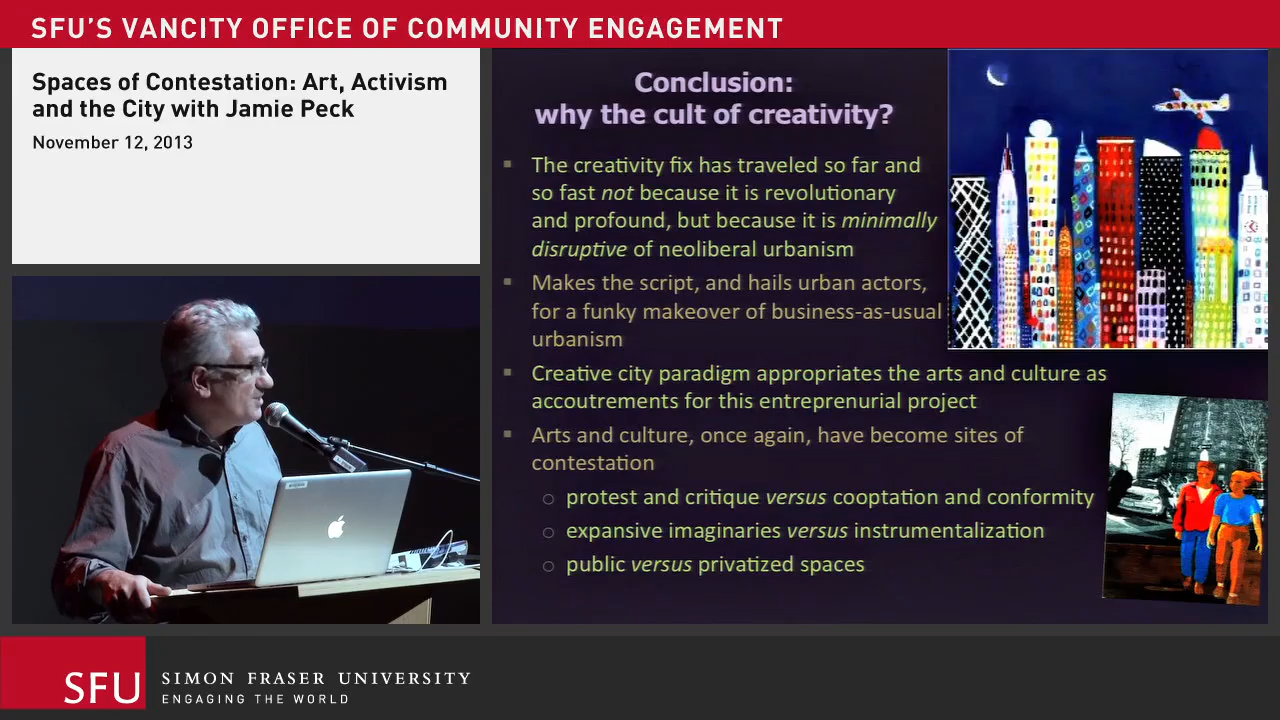 SFU'S VANCITY OFFICE OF COMMUNITY ENGAGEMENT
Spaces of Contestation: Art, Activism
and the City with Jamie Peck
November 12, 2013
Conclusion:
why the cult of creativity?
The creativity fix has traveled so far and
so fast not because it is revolutionary
and profound, but because it is minimally
disruptive of neoliberal urbanism
Makes the script, and hails urban actors,
for a funky makeover of business-as-usual
urbanism
Creative city paradigm appropriates the arts and culture as
accoutrements for this entreprenurial project
Arts and culture, once again, have become sites of
contestation
protest and critique versus cooptation and conformity
expansive imaginaries versus instrumentalization
public versus privatized spaces
SFU SIMON FRASER UNIVERSITY
ENGAGING THE WORLD